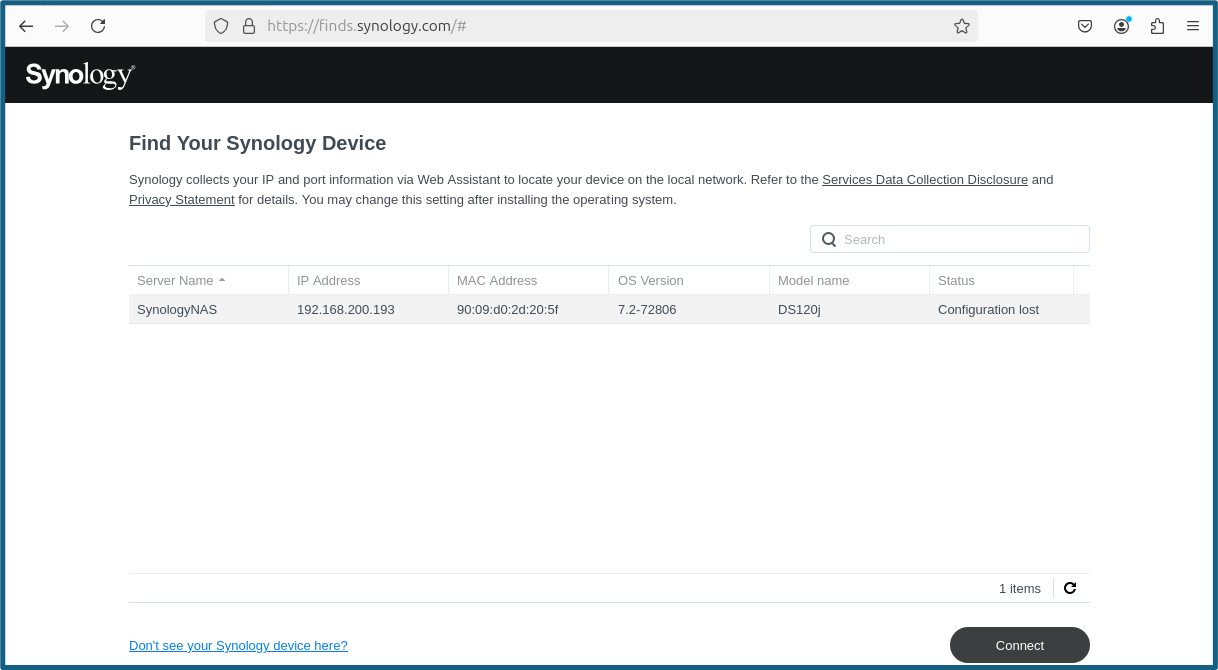 https://finds.synology.com/#
Synology®
Find Your Synology Device
Synology collects your IP and port information via Web Assistant to locate your device on the local network. Refer to the Services Data Collection Disclosure and
Privacy Statement for details. You may change this setting after installing the operating system.
Search
Server Name IP Address MAC Address OS Version Model name Status
SynologyNAS 192.168.200.193 90:09:d0:2d:20:5f 7.2-72806 DS120j Configuration lost
1 items
Don't see your Synology device here? Connect